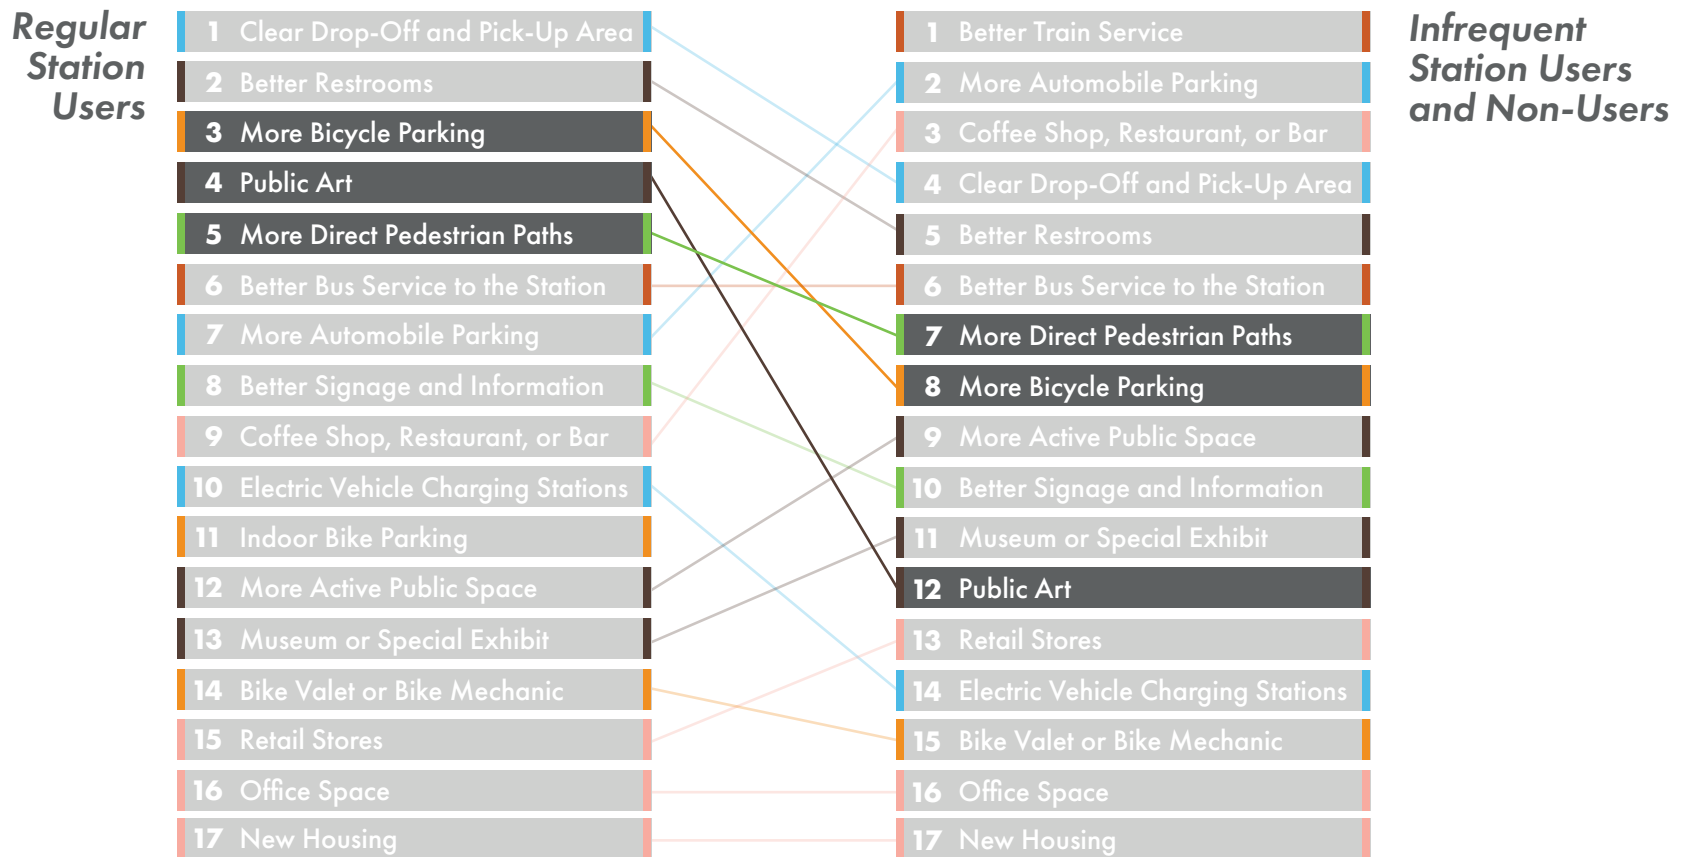 Regular
Station
Users
1 Clear Drop-Off and Pick-Up Area
2 Better Restrooms
3 More Bicycle Parking
4 Public Art
5 More Direct Pedestrian Paths
6 Better Bus Service to the Station
7 More Automobile Parking
8 Better Signage and Information
9 Coffee Shop, Restaurant, or Bar
10 Electric Vehicle Charging Stations
11 Indoor Bike Parking
12 More Active Public Space
13 Museum or Special Exhibit
14 Bike Valet or Bike Mechanic
15 Retail Stores
16 Office Space
17 New Housing
1 Better Train Service
2 More Automobile Parking
3 Coffee Shop, Restaurant, or Bar
4 Clear Drop-Off and Pick-Up Area
5 Better Restrooms
6 Better Bus Service to the Station
7 More Direct Pedestrian Paths
8 More Bicycle Parking
9 More Active Public Space
10 Better Signage and Information
11 Museum or Special Exhibit
12 Public Art
13 Retail Stores
14 Electric Vehicle Charging Stations
15 Bike Valet or Bike Mechanic
16 Office Space
17 New Housing
Infrequent
Station Users
and Non-Users